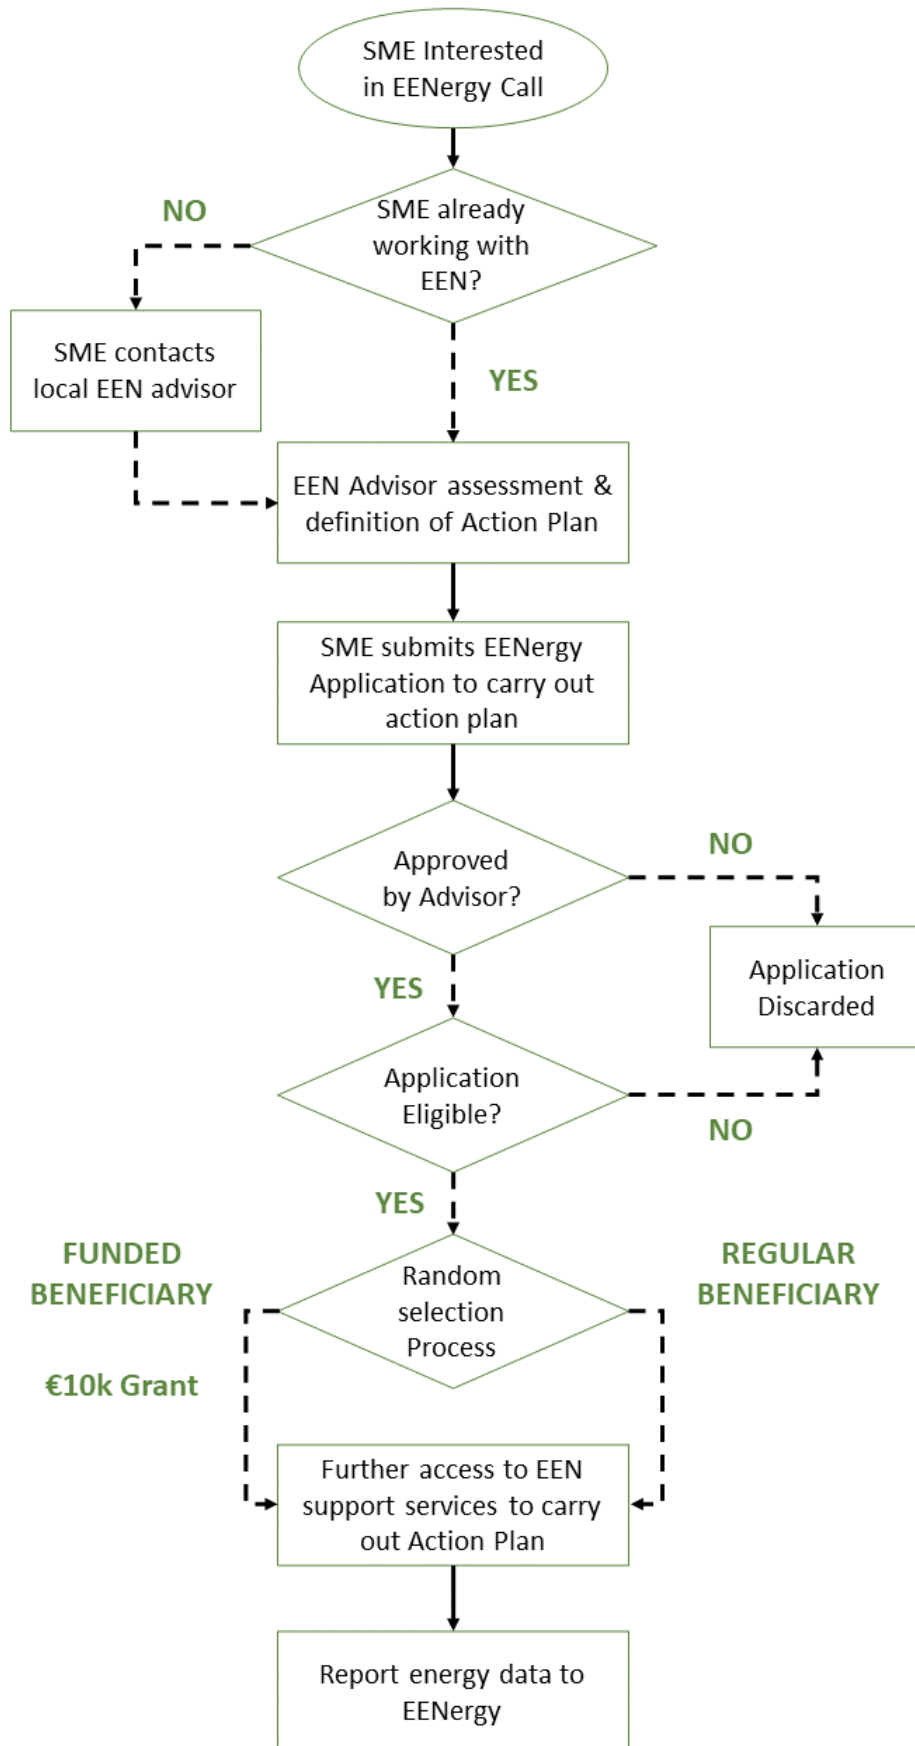 SME Interested
in EENergy Call
SME already
working with
EEN?
NO
SME contacts
local EEN advisor
YES
EEN Advisor assessment &
definition of Action Plan
SME submits EENergy
Application to carry out
action plan
Approved
by Advisor?
NO
Application
Discarded
YES
Application
Eligible?
NO
YES
FUNDED
BENEFICIARY
€10k Grant
Random
selection
Process
REGULAR
BENEFICIARY
Further access to EEN
support services to carry
out Action Plan
Report energy data to
EENergy